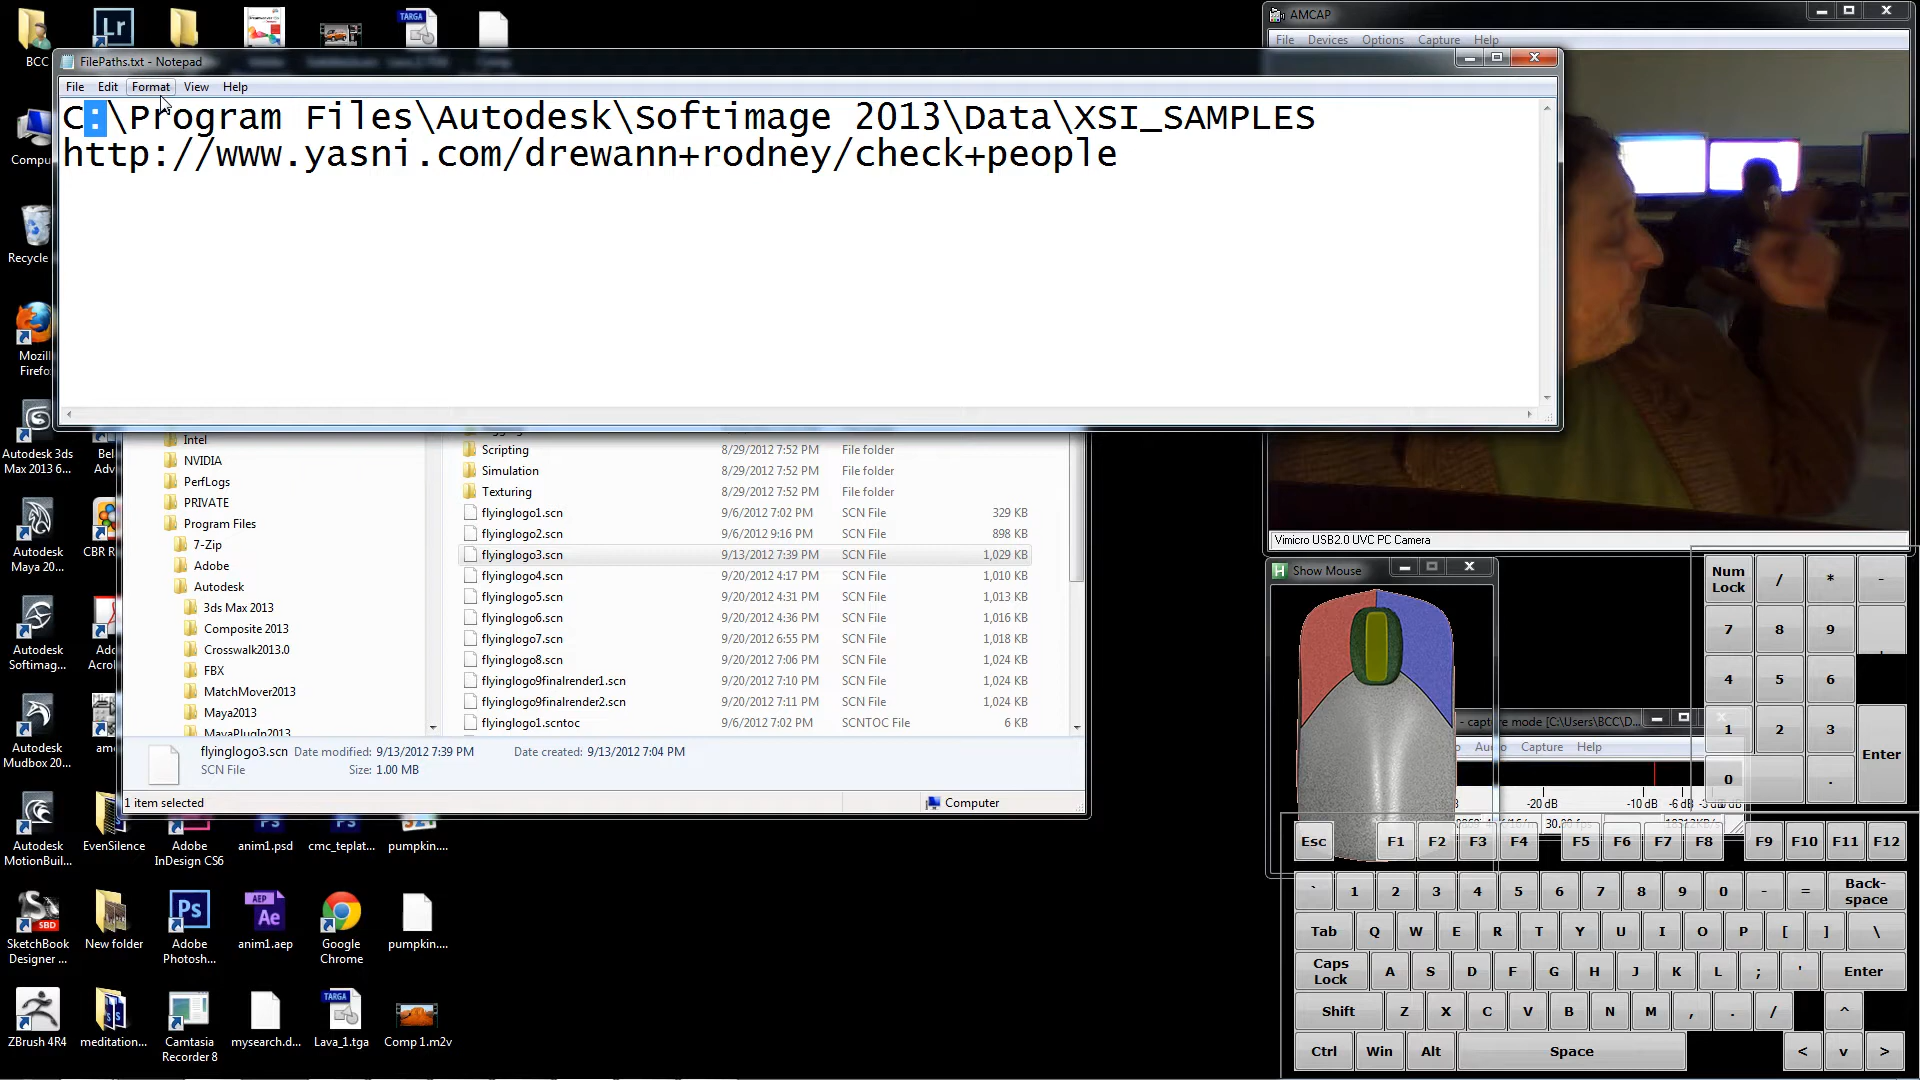 BCC
Recycle
Mozil...
Firefox
Autodesk 3ds
Max 2013 6...
Autodesk
Maya 20...
Autodesk
Softimag...
Autodesk
Mudbox 20...
Autodesk
MotionBuil...
EvenSilence
Adobe
InDesign CS6
anim1.psd
cmc_teplat...
pumpkin....
SketchBook
Designer ...
New folder
Adobe
Photosh...
anim1.aep
Google
Chrome
pumpkin....
ZBrush 4R4
meditation...
Camtasia
Recorder 8
mysearch.d...
Lava_1.tga
Comp 1.m2v
FilePaths.txt - Notepad
File Edit Format View Help
C:\Program Files\Autodesk\Softimage 2013\Data\XSI_SAMPLES
http://www.yasni.com/drewann+rodney/check+people
Intel
NVIDIA
PerfLogs
PRIVATE
Program Files
7-Zip
Adobe
Autodesk
3ds Max 2013
Composite 2013
Crosswalk2013.0
FBX
MatchMover2013
Maya2013
MayaPlugIn2013
Scripting 8/29/2012 7:52 PM File folder
Simulation 8/29/2012 7:52 PM File folder
Texturing 8/29/2012 7:52 PM File folder
flyinglogo1.scn 9/6/2012 7:02 PM SCN File 329 KB
flyinglogo2.scn 9/6/2012 9:16 PM SCN File 898 KB
flyinglogo3.scn 9/13/2012 7:39 PM SCN File 1,029 KB
flyinglogo4.scn 9/20/2012 4:17 PM SCN File 1,010 KB
flyinglogo5.scn 9/20/2012 4:31 PM SCN File 1,013 KB
flyinglogo6.scn 9/20/2012 4:36 PM SCN File 1,016 KB
flyinglogo7.scn 9/20/2012 6:55 PM SCN File 1,018 KB
flyinglogo8.scn 9/20/2012 7:06 PM SCN File 1,024 KB
flyinglogo9finalrender1.scn 9/20/2012 7:10 PM SCN File 1,024 KB
flyinglogo9finalrender2.scn 9/20/2012 7:11 PM SCN File 1,024 KB
flyinglogo1.scntoc 9/6/2012 7:02 PM SCNTOC File 6 KB
flyinglogo3.scn Date modified: 9/13/2012 7:39 PM Date created: 9/13/2012 7:04 PM
SCN File Size: 1.00 MB
1 item selected Computer
AMCAP
File Devices Options Capture Help
Vimicro USB2.0 UVC PC Camera
Show Mouse
- capture mode [C:\Users\BCC\D...
Capture Help
-20 dB -10 dB -6 dB
Num Lock / * -
7 8 9
4 5 6
1 2 3 Enter
0 .
Esc F1 F2 F3 F4 F5 F6 F7 F8 F9 F10 F11 F12
` 1 2 3 4 5 6 7 8 9 0 - = Back-space
Tab Q W E R T Y U I O P [ ] \
Caps Lock A S D F G H J K L ; ' Enter
Shift Z X C V B N M , . / ^
Ctrl Win Alt Space < v >